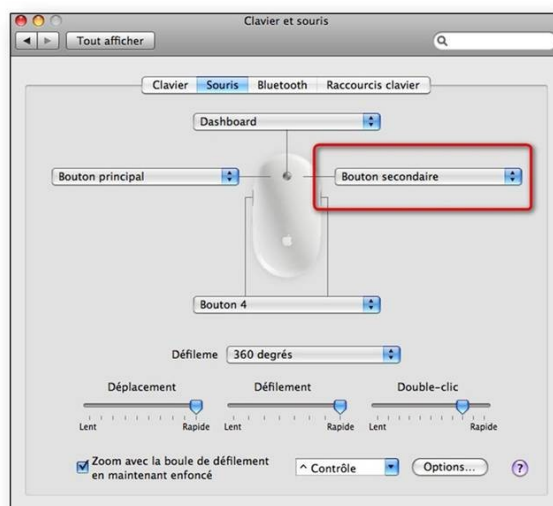 Clavier et souris
Tout afficher
Clavier Souris Bluetooth Raccourcis clavier
Dashboard
Bouton principal Bouton secondaire
Bouton 4
Défileme 360 degrés
Déplacement Défilement Double-clic
Lent Rapide Lent Rapide Lent Rapide
Zoom avec la boule de défilement
en maintenant enfoncé
^ Contrôle Options... ?